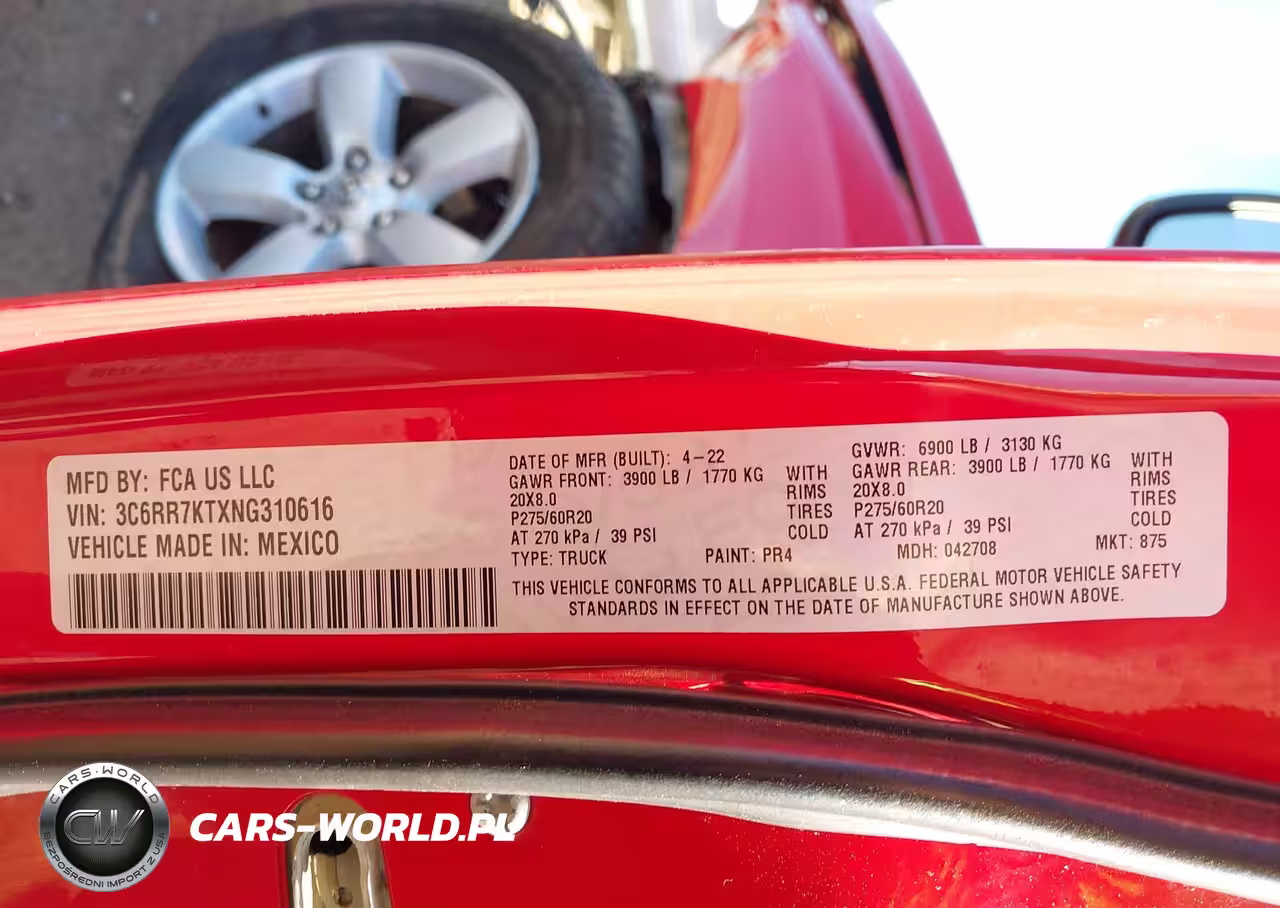 MFD BY: FCA US LLC
VIN: 3C6RR7KTXNG310616
VEHICLE MADE IN: MEXICO
DATE OF MFR (BUILT): 4-22
GAWR FRONT: 3900 LB / 1770 KG WITH
20X8.0 RIMS
P275/60R20 TIRES
AT 270 kPa / 39 PSI COLD
GVWR: 6900 LB / 3130 KG
GAWR REAR: 3900 LB / 1770 KG WITH
20X8.0 RIMS
P275/60R20 TIRES
AT 270 kPa / 39 PSI COLD
TYPE: TRUCK PAINT: PR4 MDH: 042708 MKT: 875
THIS VEHICLE CONFORMS TO ALL APPLICABLE U.S.A. FEDERAL MOTOR VEHICLE SAFETY
STANDARDS IN EFFECT ON THE DATE OF MANUFACTURE SHOWN ABOVE.
CARS-WORLD
CW
BEZPOŚREDNI IMPORT Z USA
CARS-WORLD.PL